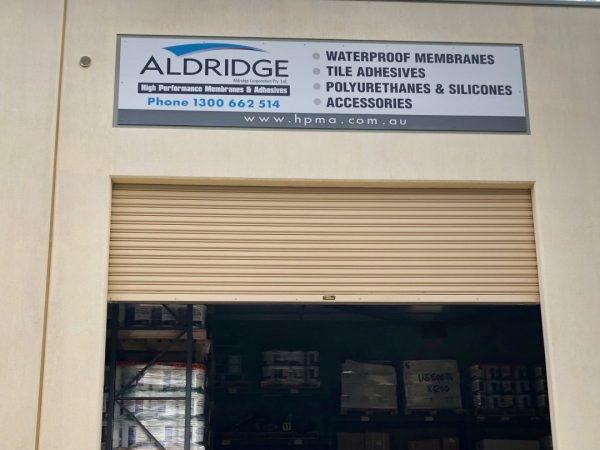 ALDRIDGE
Aldridge Corporation Pty. Ltd.
High Performance Membranes & Adhesives
Phone 1300 662 514
WATERPROOF MEMBRANES
TILE ADHESIVES
POLYURETHANES & SILICONES
ACCESSORIES
www.hpma.com.au